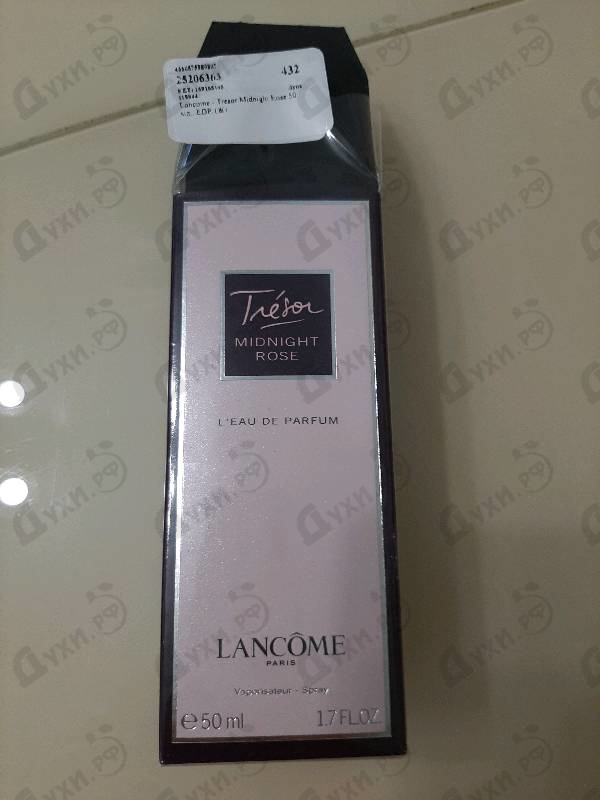 25206363 432
Lancome - Tresor Midnight Rose 50
ml., EDP (ж)
Trésor
MIDNIGHT
ROSE
L'EAU DE PARFUM
LANCÔME
PARIS
Vaporisateur - Spray
e 50 ml 1.7 FL.OZ.
Духи.РФ